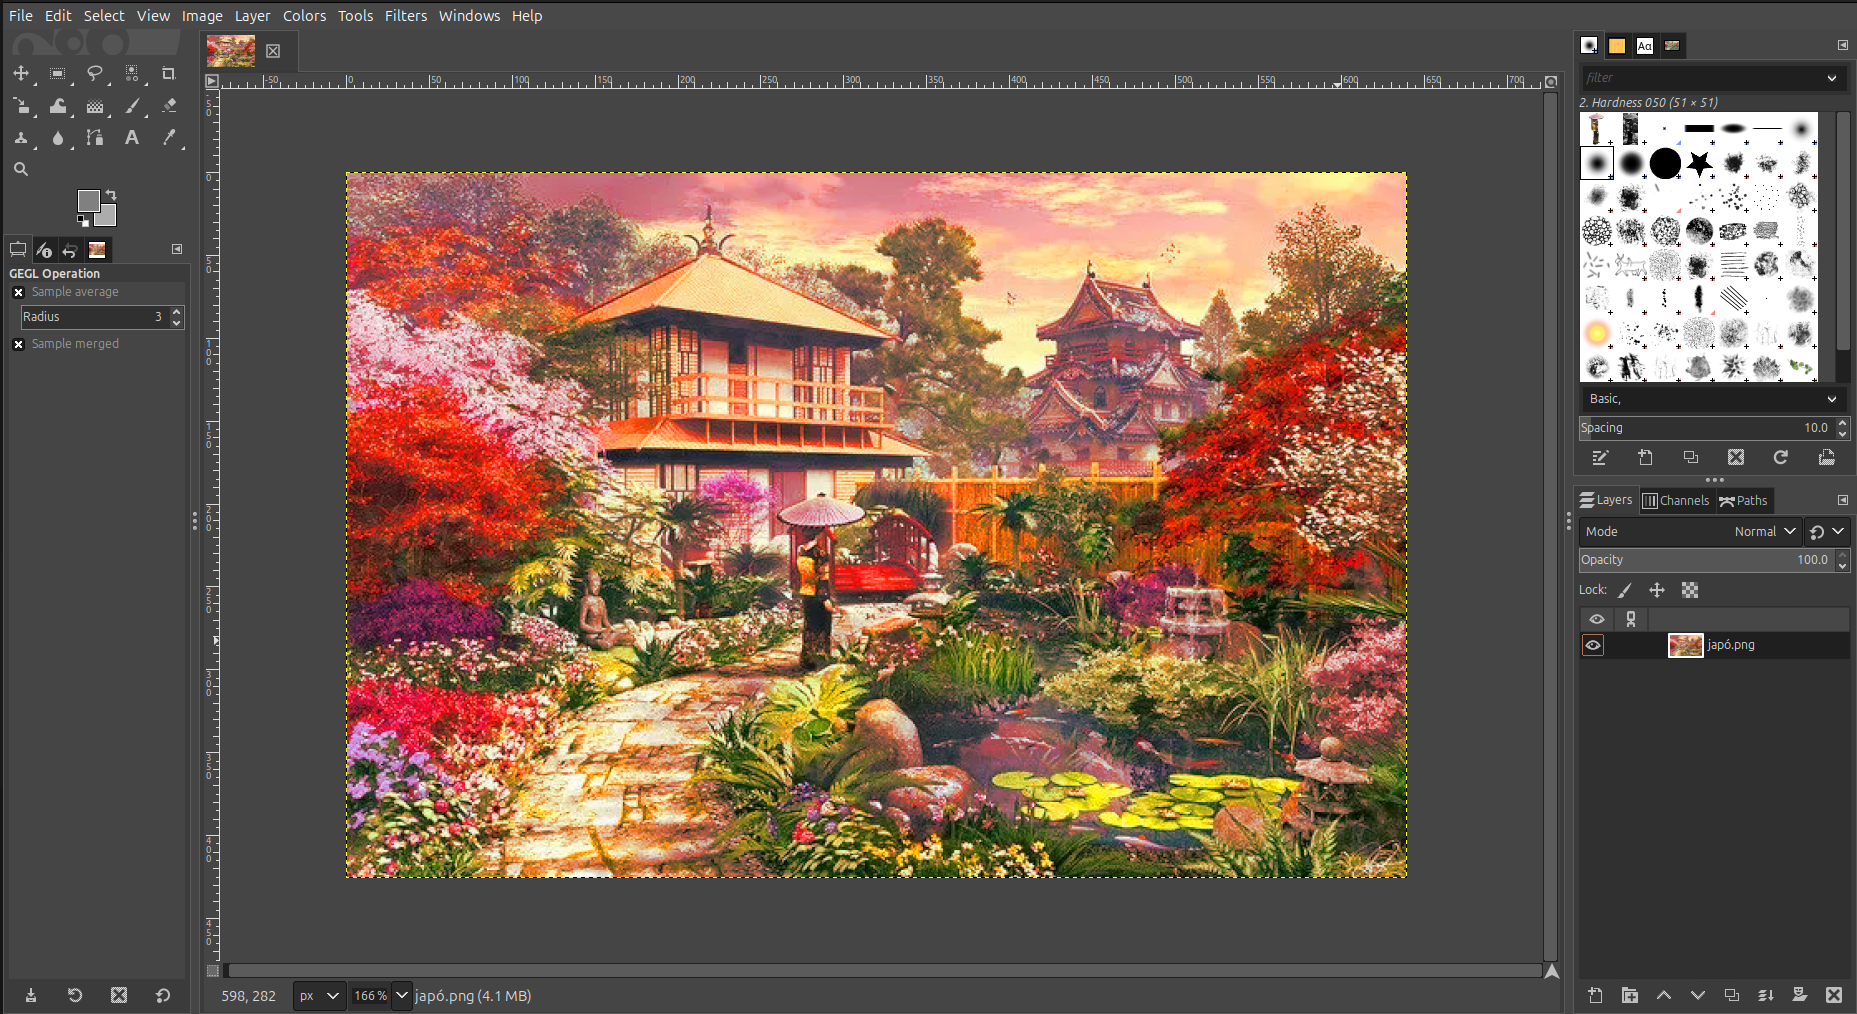 File Edit Select View Image Layer Colors Tools Filters Windows Help
-50 0 50 100 150 200 250 300 350 400 450 500 550 600 650 700
filter
2. Hardness 050 (51 × 51)
GEGL Operation
Sample average
Radius 3
Sample merged
Basic,
Spacing 10.0
Layers Channels Paths
Mode Normal
Opacity 100.0
Lock:
japó.png
598, 282 px 166 % japó.png (4.1 MB)